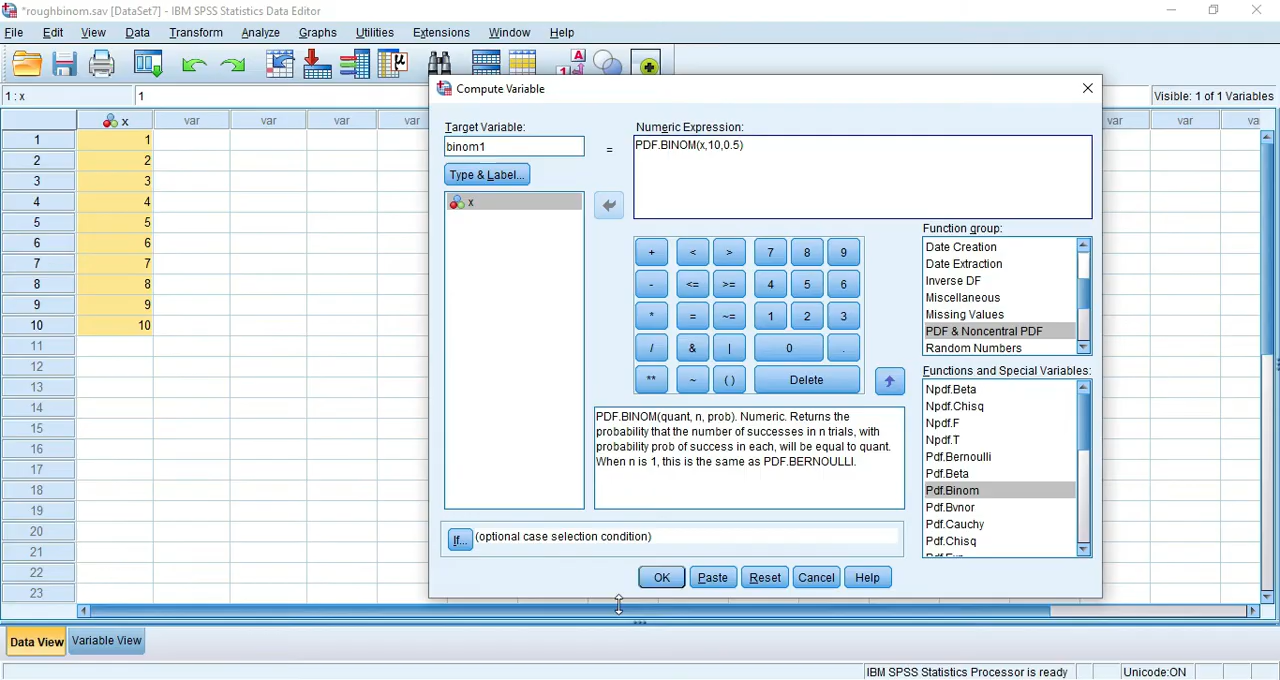 *roughbinom.sav [DataSet7] - IBM SPSS Statistics Data Editor
File Edit View Data Transform Analyze Graphs Utilities Extensions Window Help
1 : x 1 Visible: 1 of 1 Variables
x var var var var var var va
1 1
2 2
3 3
4 4
5 5
6 6
7 7
8 8
9 9
10 10
11
12
13
14
15
16
17
18
19
20
21
22
23
Compute Variable
Target Variable:
binom1
=
Numeric Expression:
PDF.BINOM(x,10,0.5)
Type & Label...
x
+ < > 7 8 9
- <= >= 4 5 6
* = ~= 1 2 3
/ & | 0 .
** ~ ( ) Delete
Function group:
Date Creation
Date Extraction
Inverse DF
Miscellaneous
Missing Values
PDF & Noncentral PDF
Random Numbers
Functions and Special Variables:
Npdf.Beta
Npdf.Chisq
Npdf.F
Npdf.T
Pdf.Bernoulli
Pdf.Beta
Pdf.Binom
Pdf.Bvnor
Pdf.Cauchy
Pdf.Chisq
PDF.BINOM(quant, n, prob). Numeric. Returns the
probability that the number of successes in n trials, with
probability prob of success in each, will be equal to quant.
When n is 1, this is the same as PDF.BERNOULLI.
If... (optional case selection condition)
OK Paste Reset Cancel Help
Data View Variable View
IBM SPSS Statistics Processor is ready Unicode:ON